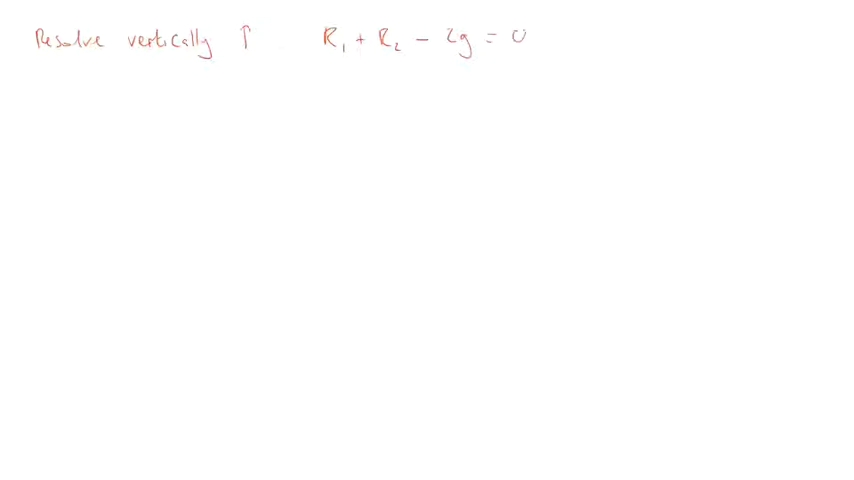 Resolve vertically ↑ R₁ + R₂ - 2g = 0